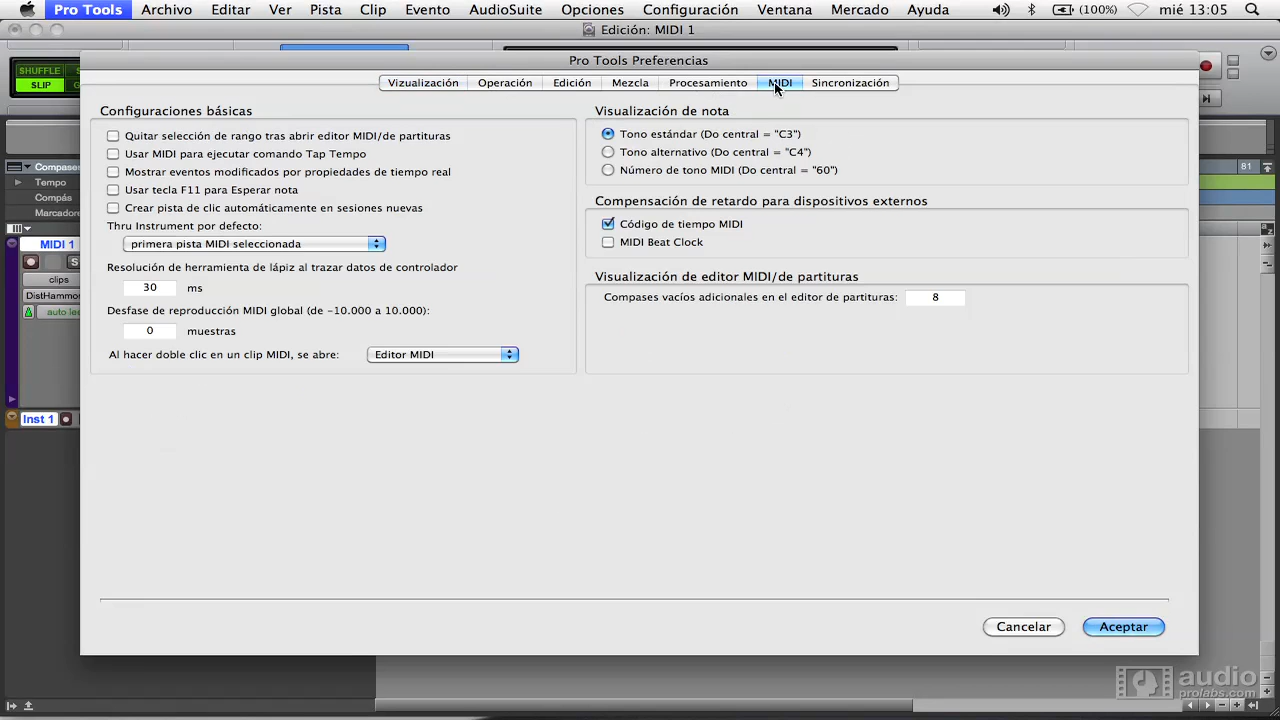 Pro Tools Archivo Editar Ver Pista Clip Evento AudioSuite Opciones Configuración Ventana Mercado Ayuda (100%) mié 13:05
Edición: MIDI 1
Pro Tools Preferencias
SHUFFLE
SLIP
Vizualización Operación Edición Mezcla Procesamiento MIDI Sincronización
Configuraciones básicas
Quitar selección de rango tras abrir editor MIDI/de partituras
Usar MIDI para ejecutar comando Tap Tempo
Mostrar eventos modificados por propiedades de tiempo real
Usar tecla F11 para Esperar nota
Crear pista de clic automáticamente en sesiones nuevas
Thru Instrument por defecto:
primera pista MIDI seleccionada
Resolución de herramienta de lápiz al trazar datos de controlador
30 ms
Desfase de reproducción MIDI global (de -10.000 a 10.000):
0 muestras
Al hacer doble clic en un clip MIDI, se abre: Editor MIDI
Visualización de nota
Tono estándar (Do central = "C3")
Tono alternativo (Do central = "C4")
Número de tono MIDI (Do central = "60")
Compensación de retardo para dispositivos externos
Código de tiempo MIDI
MIDI Beat Clock
Visualización de editor MIDI/de partituras
Compases vacíos adicionales en el editor de partituras: 8
Cancelar Aceptar
Tempo
Compás
81
MIDI 1
S
clips
Inst 1
audio
prolabs.com